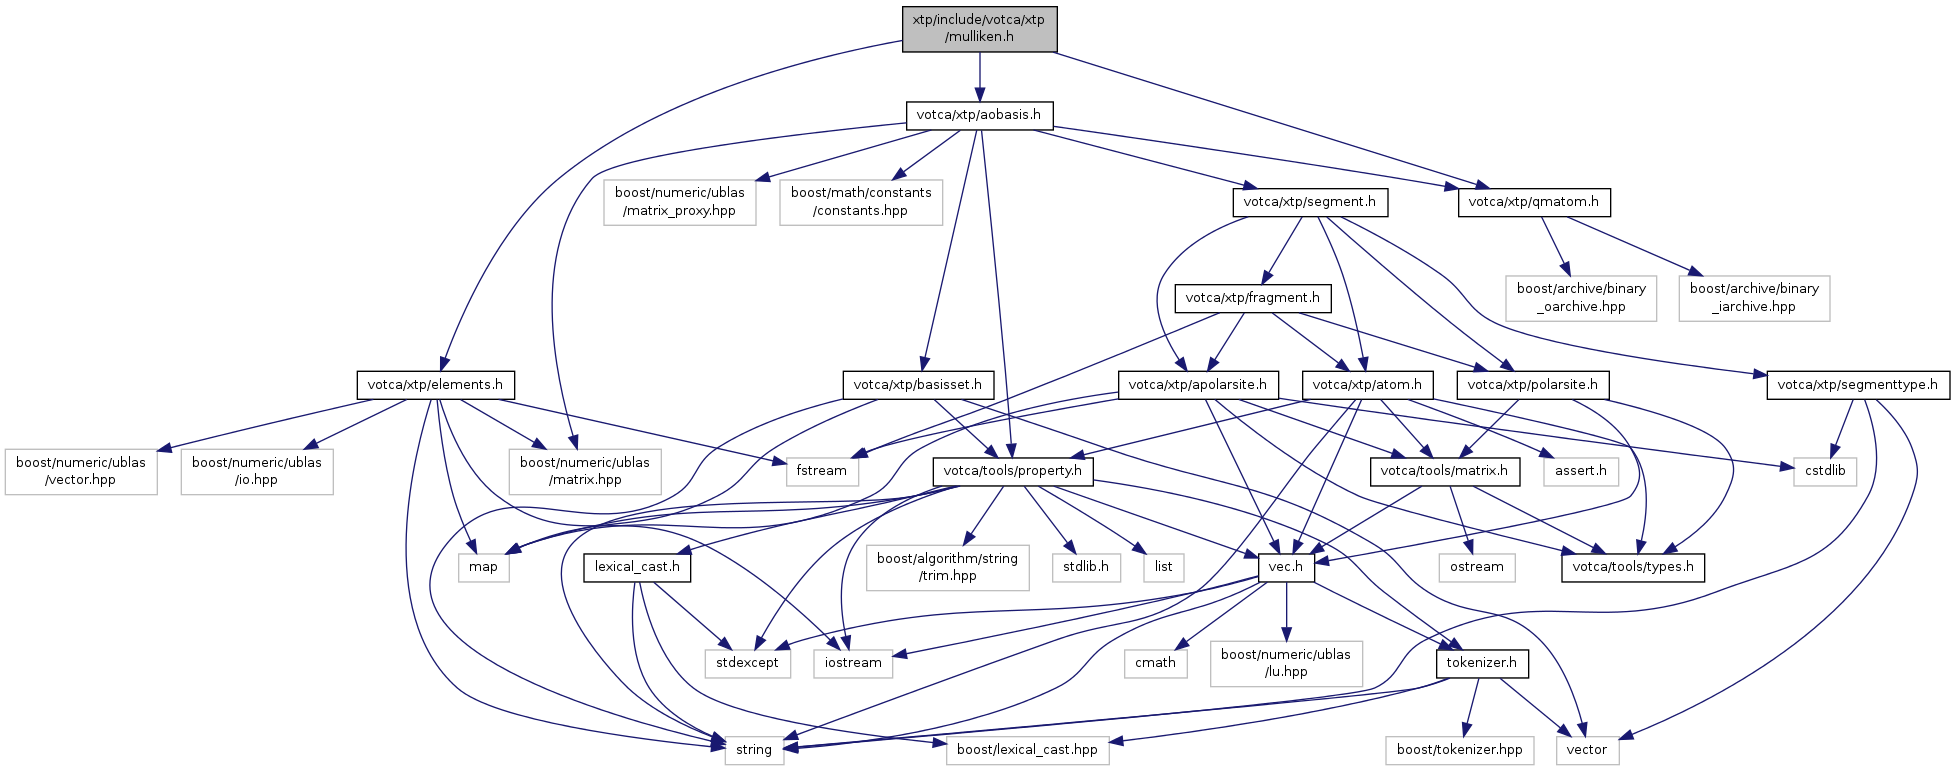 xtp/include/votca/xtp
/mulliken.h
votca/xtp/aobasis.h
boost/numeric/ublas
/matrix_proxy.hpp
boost/math/constants
/constants.hpp
votca/xtp/segment.h
votca/xtp/qmatom.h
votca/xtp/fragment.h
boost/archive/binary
_oarchive.hpp
boost/archive/binary
_iarchive.hpp
votca/xtp/elements.h
votca/xtp/basisset.h
votca/xtp/apolarsite.h
votca/xtp/atom.h
votca/xtp/polarsite.h
votca/xtp/segmenttype.h
boost/numeric/ublas
/vector.hpp
boost/numeric/ublas
/io.hpp
boost/numeric/ublas
/matrix.hpp
fstream
votca/tools/property.h
votca/tools/matrix.h
assert.h
cstdlib
map
lexical_cast.h
boost/algorithm/string
/trim.hpp
stdlib.h
list
vec.h
ostream
votca/tools/types.h
stdexcept
iostream
cmath
boost/numeric/ublas
/lu.hpp
tokenizer.h
string
boost/lexical_cast.hpp
boost/tokenizer.hpp
vector